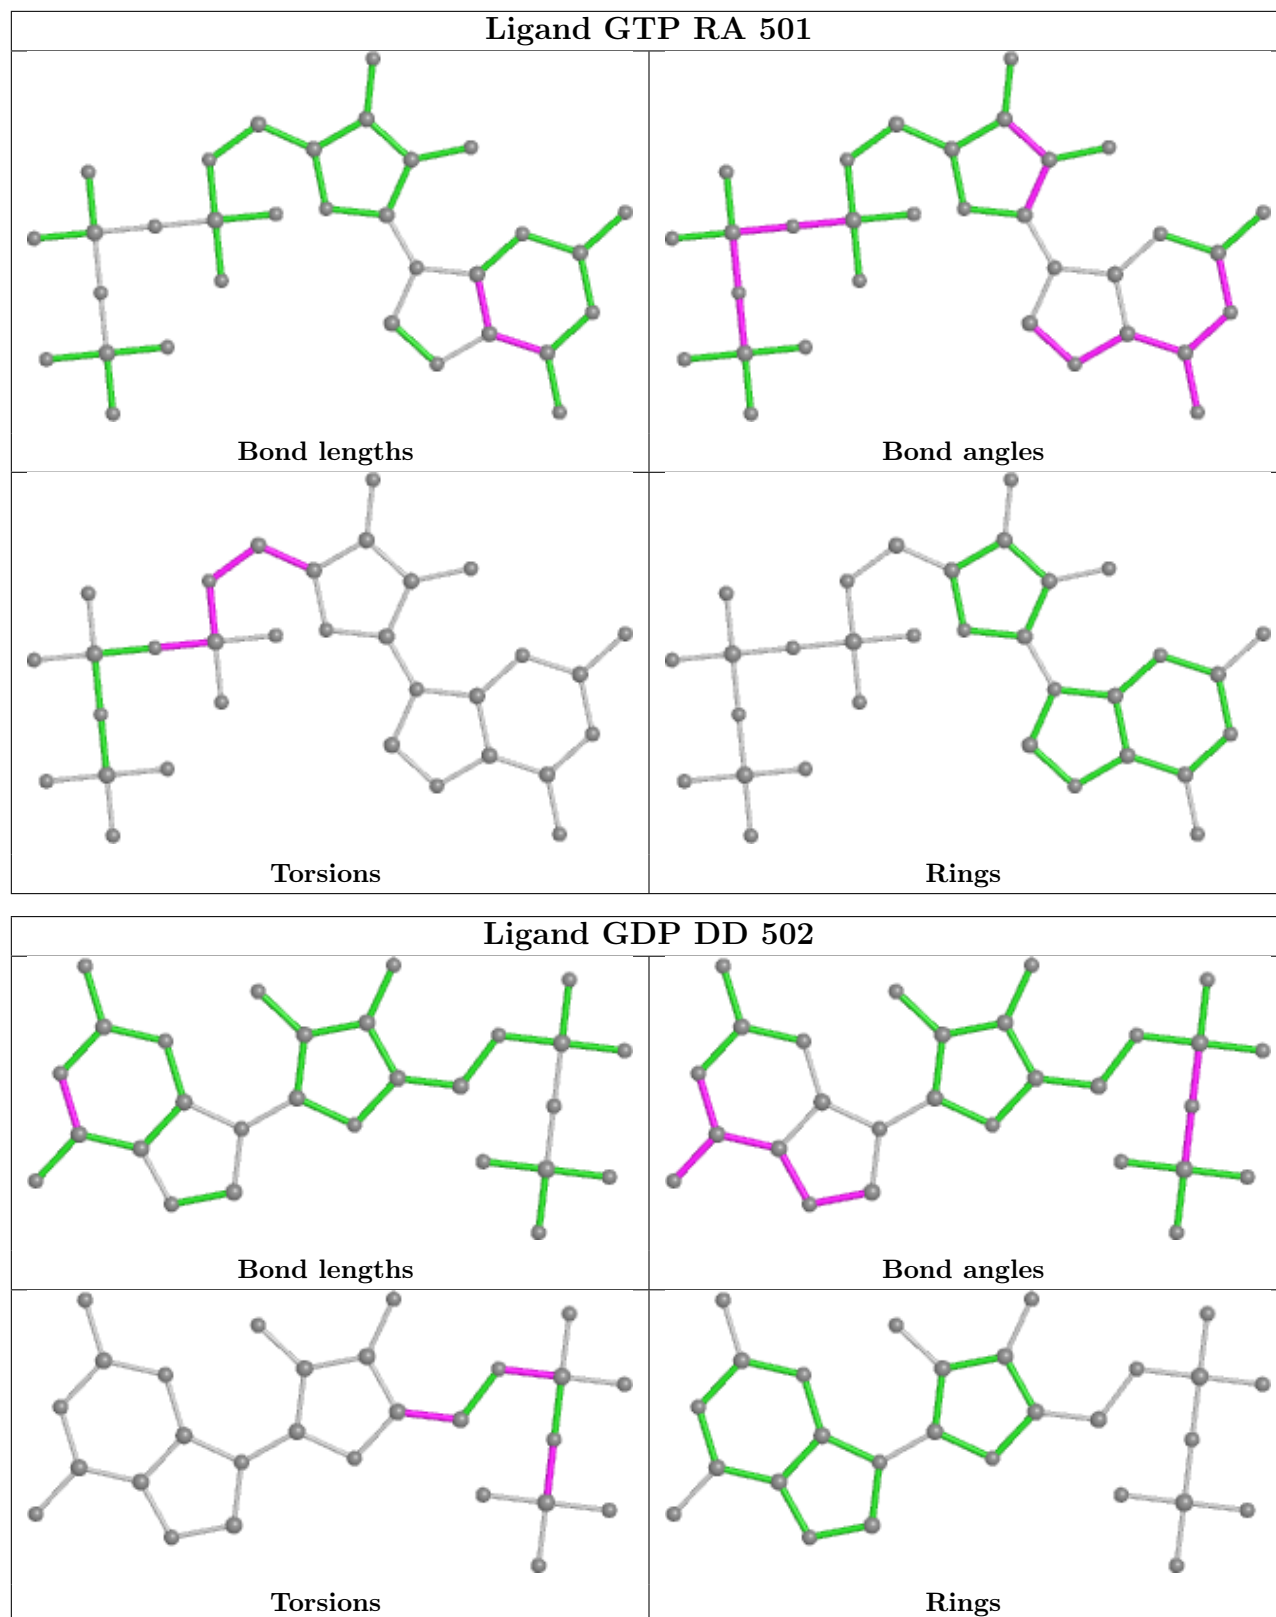 Ligand GTP RA 501
Bond lengths
Bond angles
Torsions
Rings
Ligand GDP DD 502
Bond lengths
Bond angles
Torsions
Rings